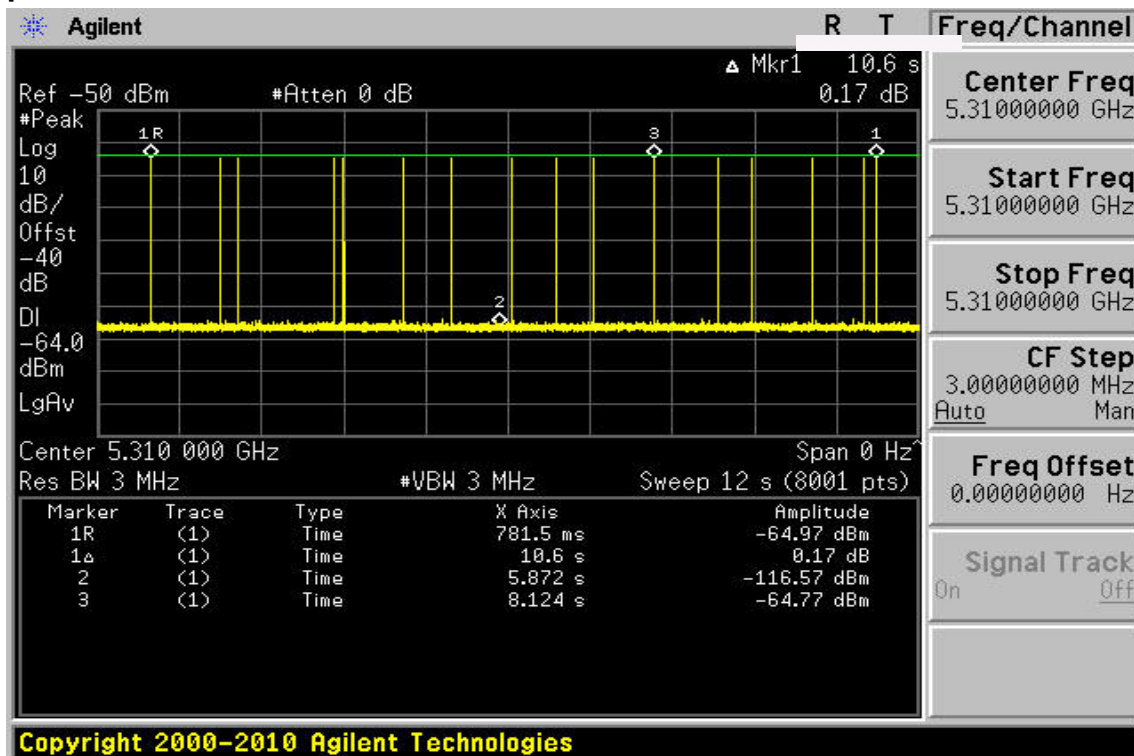 Agilent R T Freq/Channel
Δ Mkr1 10.6 s
Ref -50 dBm #Atten 0 dB 0.17 dB
#Peak
Log
10
dB/
Offst
-40
dB
DI
-64.0
dBm
LgAv
1R
3
1
2
Center 5.310 000 GHz Span 0 Hz^
Res BW 3 MHz #VBW 3 MHz Sweep 12 s (8001 pts)
Marker Trace Type X Axis Amplitude
1R (1) Time 781.5 ms -64.97 dBm
1Δ (1) Time 10.6 s 0.17 dB
2 (1) Time 5.872 s -116.57 dBm
3 (1) Time 8.124 s -64.77 dBm
Center Freq
5.31000000 GHz
Start Freq
5.31000000 GHz
Stop Freq
5.31000000 GHz
CF Step
3.00000000 MHz
Auto Man
Freq Offset
0.00000000 Hz
Signal Track
On Off
Copyright 2000-2010 Agilent Technologies